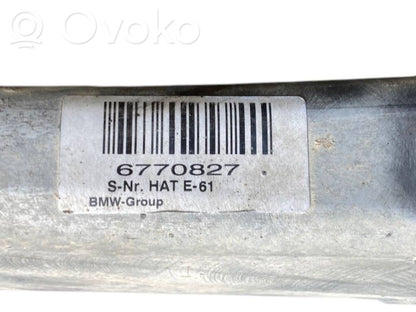 Ovoko
6770827
S-Nr. HAT E-61
BMW-Group